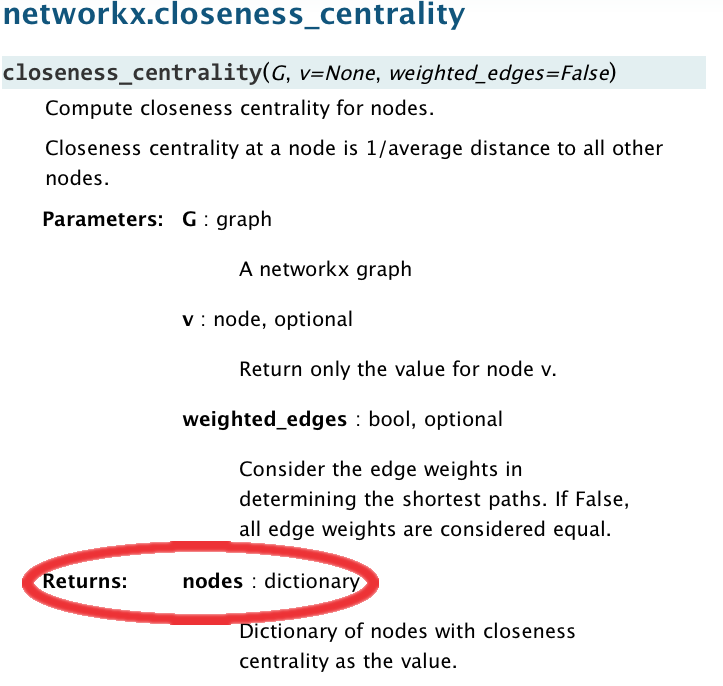 networkx.closeness_centrality
closeness_centrality(G, v=None, weighted_edges=False)
Compute closeness centrality for nodes.
Closeness centrality at a node is 1/average distance to all other
nodes.
Parameters: G : graph
A networkx graph
v : node, optional
Return only the value for node v.
weighted_edges : bool, optional
Consider the edge weights in
determining the shortest paths. If False,
all edge weights are considered equal.
Returns: nodes : dictionary
Dictionary of nodes with closeness
centrality as the value.